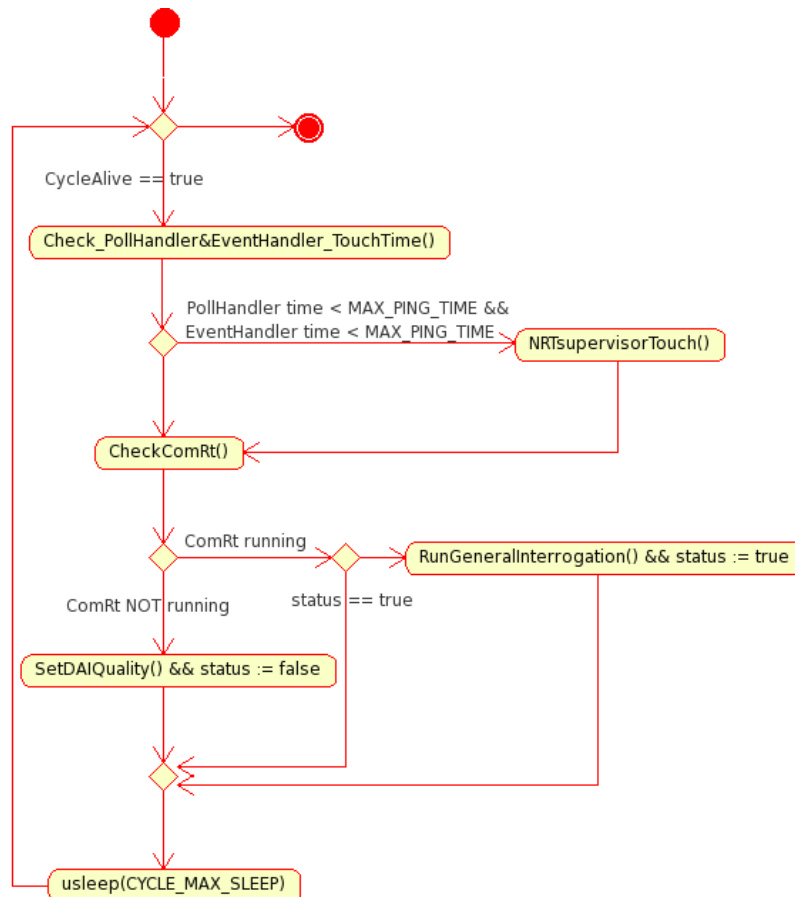 CycleAlive == true
Check_PollHandler&EventHandler_TouchTime()
PollHandler time < MAX_PING_TIME &&
EventHandler time < MAX_PING_TIME
NRTsupervisorTouch()
CheckComRt()
ComRt running
RunGeneralInterrogation() && status := true
status == true
ComRt NOT running
SetDAIQuality() && status := false
usleep(CYCLE_MAX_SLEEP)